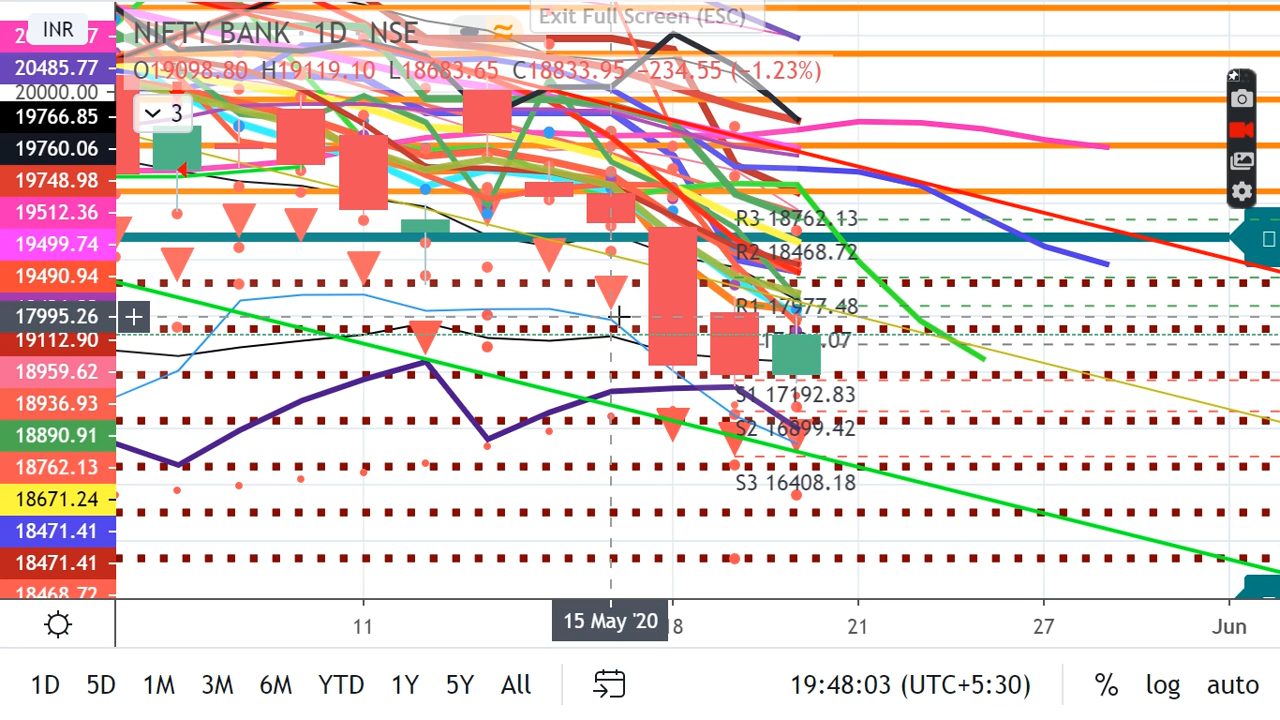 Exit Full Screen (ESC)
INR
NIFTY BANK · 1D · NSE
O19098.80 H19119.10 L18683.65 C18833.95 −234.55 (−1.23%)
3
20485.77
20000.00
19766.85
19760.06
19748.98
19512.36
19499.74
19490.94
17995.26
19112.90
18959.62
18936.93
18890.91
18762.13
18671.24
18471.41
18471.41
18468.72
R3 18762.13
R2 18468.72
R1 17977.48
S1 17192.83
S2 16899.42
S3 16408.18
11
15 May '20
21
27
Jun
1D 5D 1M 3M 6M YTD 1Y 5Y All
19:48:03 (UTC+5:30)
% log auto